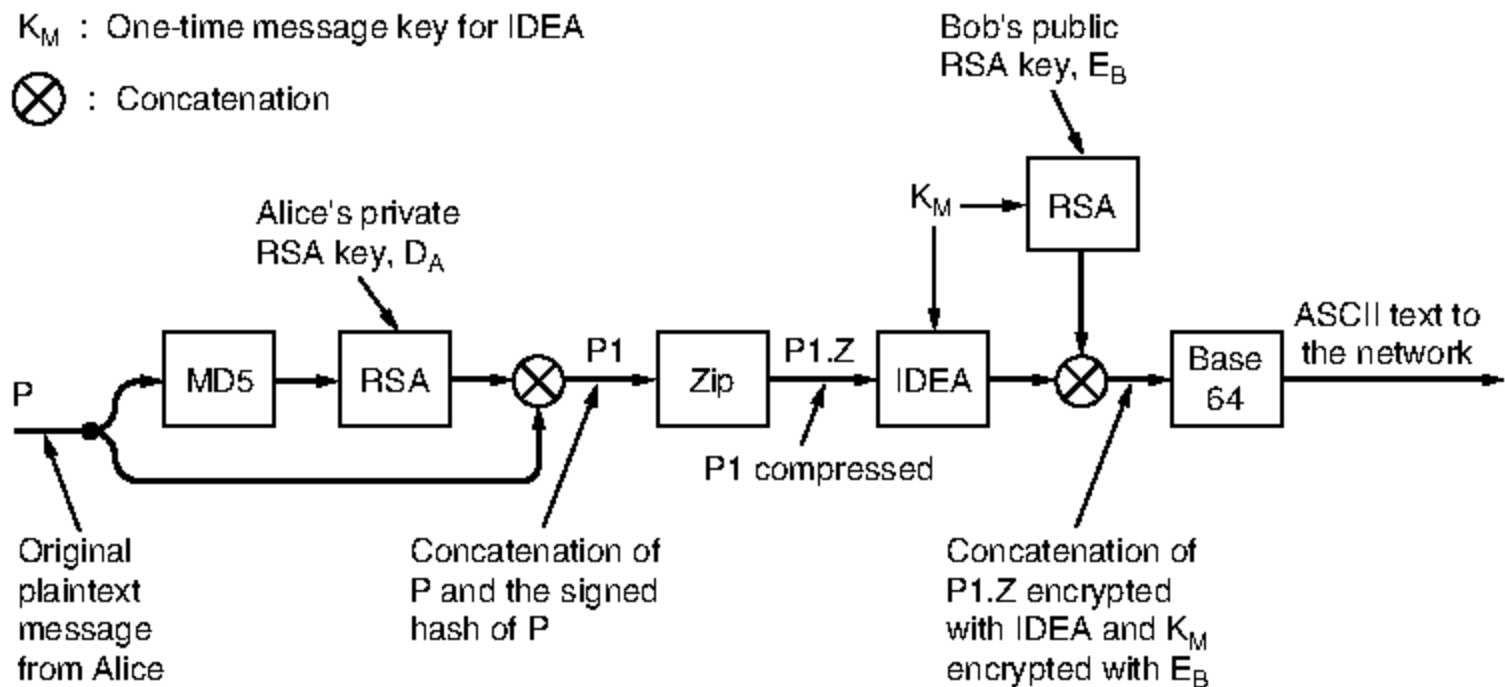 K_M : One-time message key for IDEA
: Concatenation
Bob's public
RSA key, E_B
K_M
RSA
Alice's private
RSA key, D_A
P
MD5
RSA
P1
Zip
P1.Z
IDEA
Base
64
ASCII text to
the network
P1 compressed
Original
plaintext
message
from Alice
Concatenation of
P and the signed
hash of P
Concatenation of
P1.Z encrypted
with IDEA and K_M
encrypted with E_B